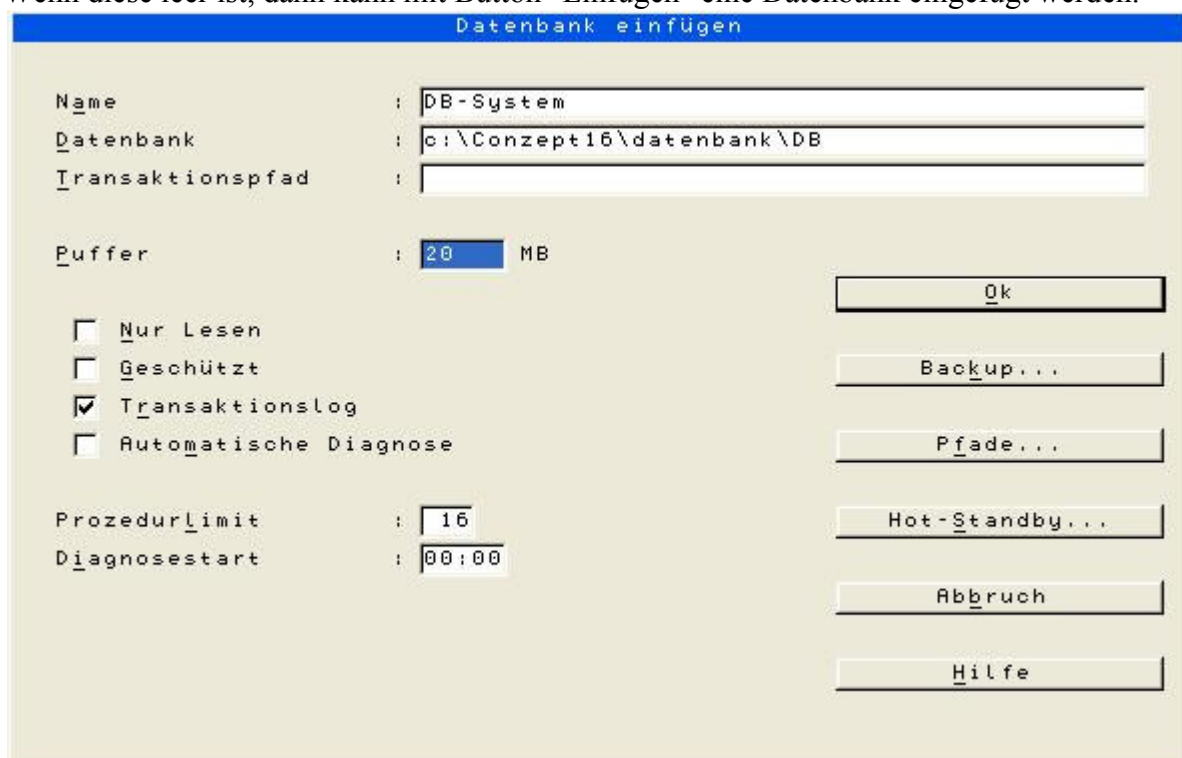 Wenn diese leer ist, dann kann mit Button "Einfügen" eine Datenbank eingefügt werden.
Datenbank einfügen
Name : DB-System
Datenbank : c:\Conzept16\datenbank\DB
Transaktionspfad :
Puffer : 20 MB
Ok
Nur Lesen
Geschützt
Backup...
Transaktionslog
Automatische Diagnose
Pfade...
Prozedurlimit : 16
Hot-Standby...
Diagnosestart : 00:00
Abbruch
Hilfe